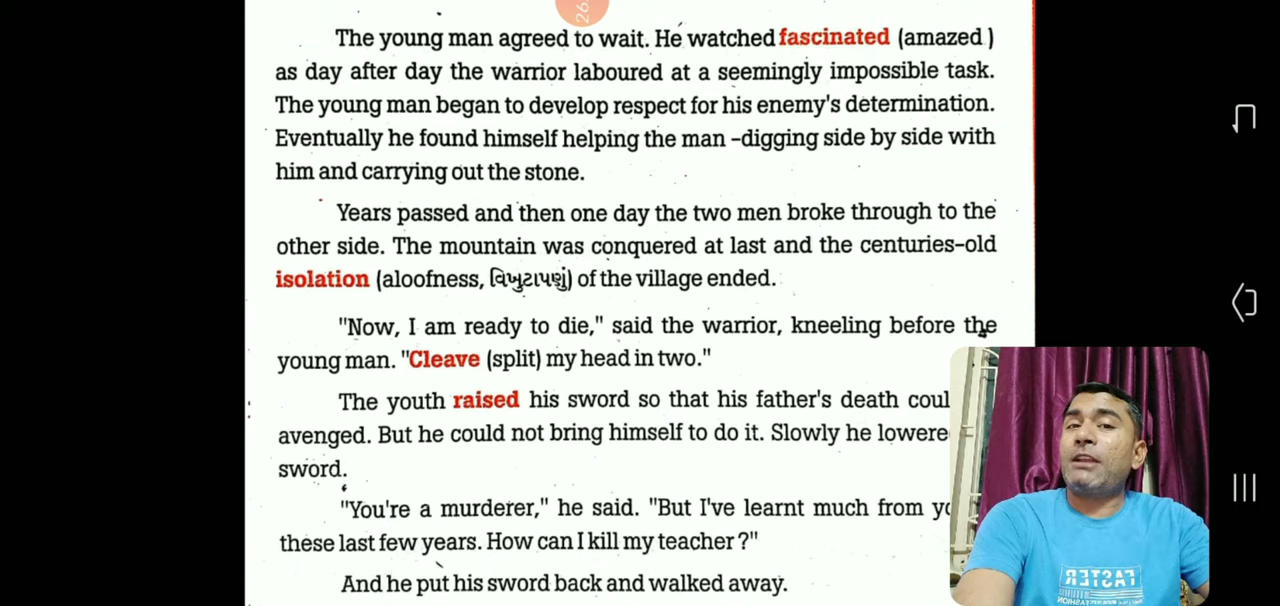 26
The young man agreed to wait. He watched fascinated (amazed )
as day after day the warrior laboured at a seemingly impossible task.
The young man began to develop respect for his enemy's determination.
Eventually he found himself helping the man –digging side by side with
him and carrying out the stone.
Years passed and then one day the two men broke through to the
other side. The mountain was conquered at last and the centuries–old
isolation (aloofness, વિખુટાપણું) of the village ended.
"Now, I am ready to die," said the warrior, kneeling before the
young man. "Cleave (split) my head in two."
The youth raised his sword so that his father's death
avenged. But he could not bring himself to do it. Slowly he
sword.
"You're a murderer," he said. "But I've learnt much from
these last few years. How can I kill my teacher ?"
And he put his sword back and walked away.
FASTER
FASHION